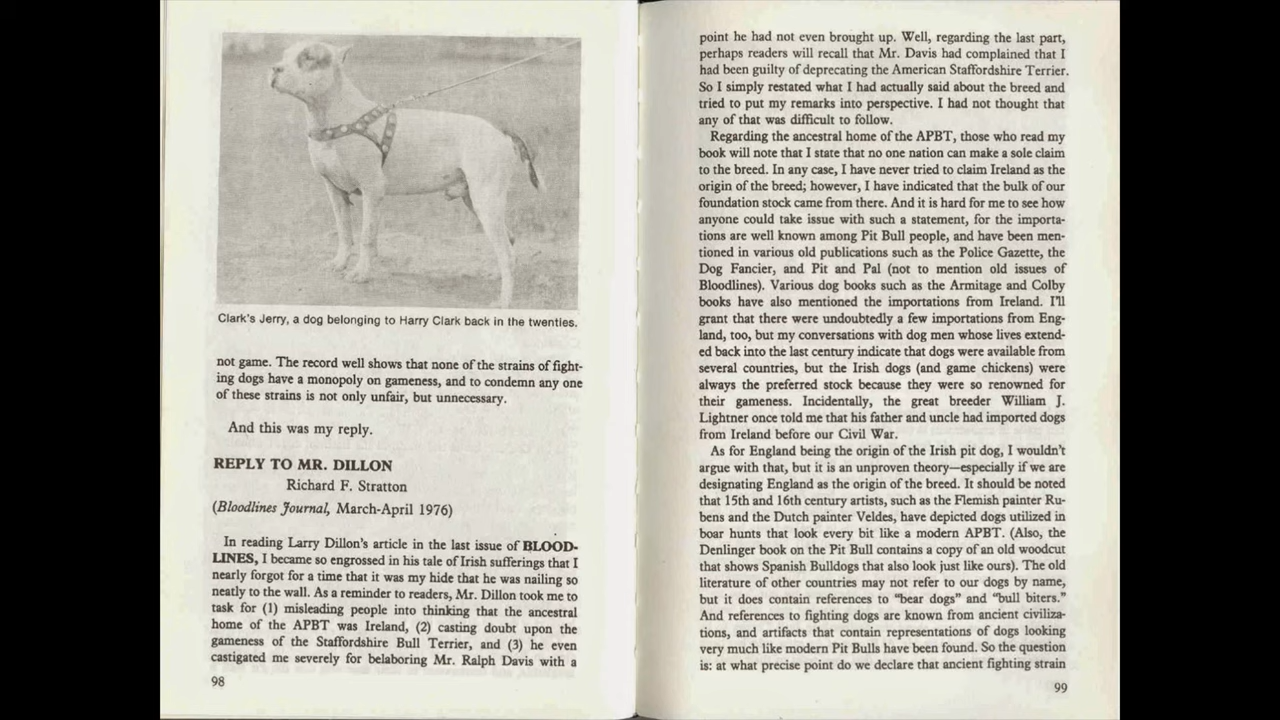 Clark's Jerry, a dog belonging to Harry Clark back in the twenties.
not game. The record well shows that none of the strains of fight-
ing dogs have a monopoly on gameness, and to condemn any one
of these strains is not only unfair, but unnecessary.
And this was my reply.
REPLY TO MR. DILLON
Richard F. Stratton
(Bloodlines Journal, March-April 1976)
In reading Larry Dillon's article in the last issue of BLOOD-
LINES, I became so engrossed in his tale of Irish sufferings that I
nearly forgot for a time that it was my hide that he was nailing so
neatly to the wall. As a reminder to readers, Mr. Dillon took me to
task for (1) misleading people into thinking that the ancestral
home of the APBT was Ireland, (2) casting doubt upon the
gameness of the Staffordshire Bull Terrier, and (3) he even
castigated me severely for belaboring Mr. Ralph Davis with a
98
point he had not even brought up. Well, regarding the last part,
perhaps readers will recall that Mr. Davis had complained that I
had been guilty of deprecating the American Staffordshire Terrier.
So I simply restated what I had actually said about the breed and
tried to put my remarks into perspective. I had not thought that
any of that was difficult to follow.
Regarding the ancestral home of the APBT, those who read my
book will note that I state that no one nation can make a sole claim
to the breed. In any case, I have never tried to claim Ireland as the
origin of the breed; however, I have indicated that the bulk of our
foundation stock came from there. And it is hard for me to see how
anyone could take issue with such a statement, for the importa-
tions are well known among Pit Bull people, and have been men-
tioned in various old publications such as the Police Gazette, the
Dog Fancier, and Pit and Pal (not to mention old issues of
Bloodlines). Various dog books such as the Armitage and Colby
books have also mentioned the importations from Ireland. I'll
grant that there were undoubtedly a few importations from Eng-
land, too, but my conversations with dog men whose lives extend-
ed back into the last century indicate that dogs were available from
several countries, but the Irish dogs (and game chickens) were
always the preferred stock because they were so renowned for
their gameness. Incidentally, the great breeder William J.
Lightner once told me that his father and uncle had imported dogs
from Ireland before our Civil War.
As for England being the origin of the Irish pit dog, I wouldn't
argue with that, but it is an unproven theory—especially if we are
designating England as the origin of the breed. It should be noted
that 15th and 16th century artists, such as the Flemish painter Ru-
bens and the Dutch painter Veldes, have depicted dogs utilized in
boar hunts that look every bit like a modern APBT. (Also, the
Denlinger book on the Pit Bull contains a copy of an old woodcut
that shows Spanish Bulldogs that also look just like ours). The old
literature of other countries may not refer to our dogs by name,
but it does contain references to "bear dogs" and "bull biters."
And references to fighting dogs are known from ancient civiliza-
tions, and artifacts that contain representations of dogs looking
very much like modern Pit Bulls have been found. So the question
is: at what precise point do we declare that ancient fighting strain
99